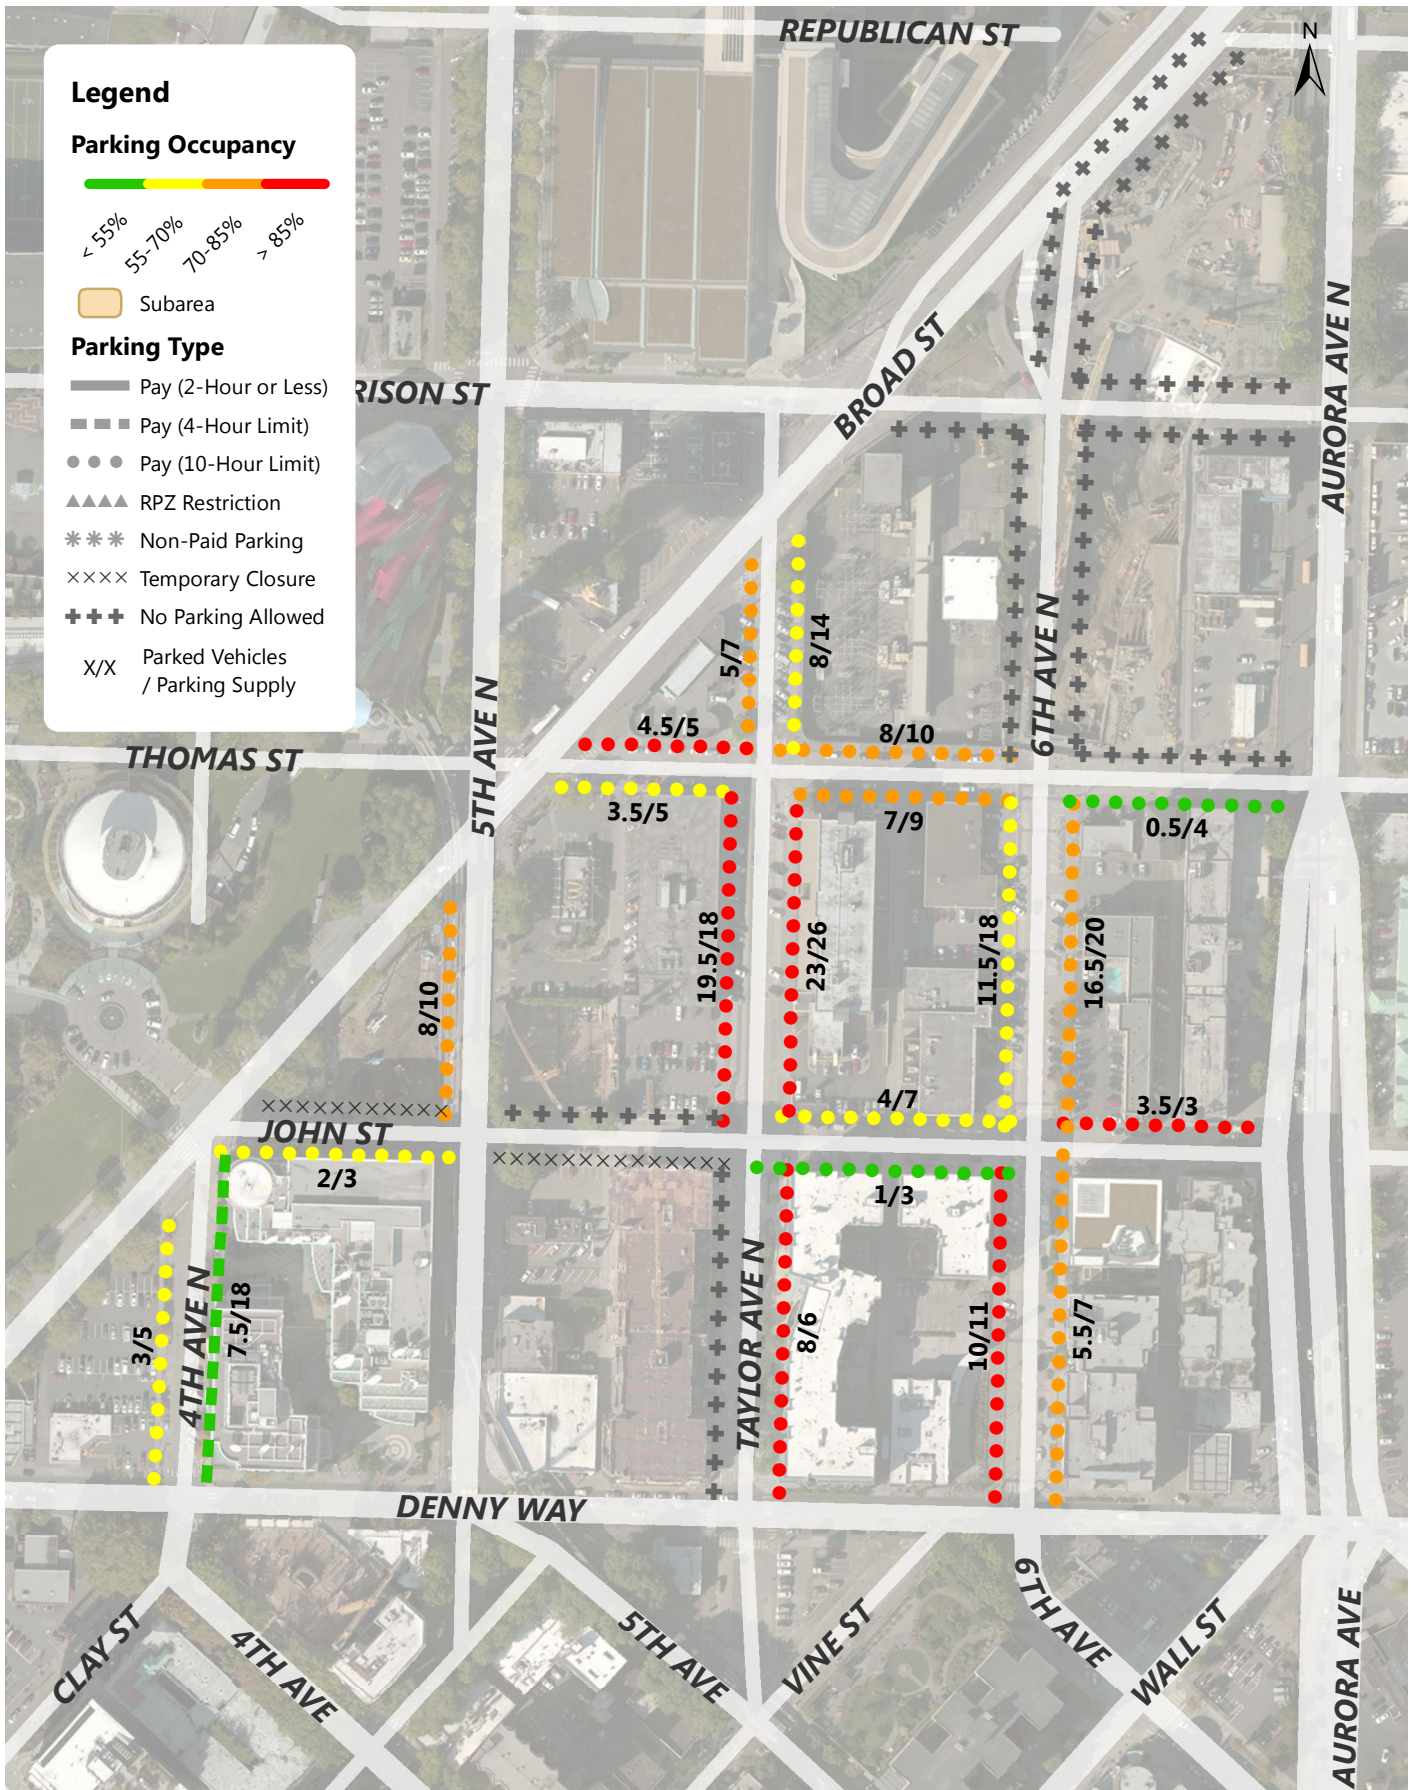 REPUBLICAN ST
N
Legend
Parking Occupancy
< 55%
55-70%
70-85%
> 85%
Subarea
Parking Type
Pay (2-Hour or Less)
Pay (4-Hour Limit)
Pay (10-Hour Limit)
RPZ Restriction
Non-Paid Parking
Temporary Closure
No Parking Allowed
X/X
Parked Vehicles
/ Parking Supply
RISON ST
BROAD ST
AURORA AVE N
5/7
8/14
6TH AVE N
5TH AVE N
4.5/5
8/10
THOMAS ST
3.5/5
7/9
0.5/4
19.5/18
23/26
11.5/18
16.5/20
8/10
4/7
3.5/3
JOHN ST
2/3
1/3
3/5
4TH AVE N
7.5/18
TAYLOR AVE N
8/6
10/11
5.5/7
DENNY WAY
CLAY ST
4TH AVE
5TH AVE
VINE ST
6TH AVE
WALL ST
AURORA AVE